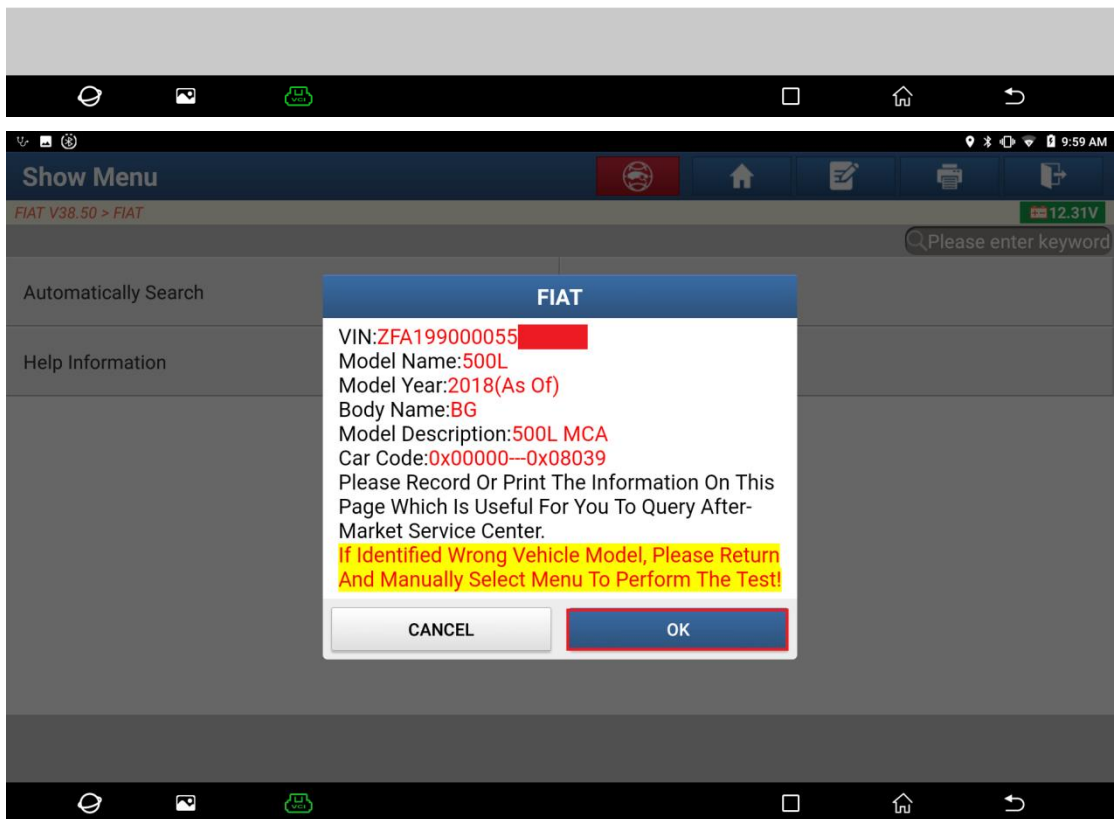 VCI
9:59 AM
Show Menu
FIAT V38.50 > FIAT
12.31V
Please enter keyword
Automatically Search
Help Information
FIAT
VIN:ZFA199000055
Model Name:500L
Model Year:2018(As Of)
Body Name:BG
Model Description:500L MCA
Car Code:0x00000---0x08039
Please Record Or Print The Information On This
Page Which Is Useful For You To Query After-
Market Service Center.
If Identified Wrong Vehicle Model, Please Return
And Manually Select Menu To Perform The Test!
CANCEL
OK
VCI